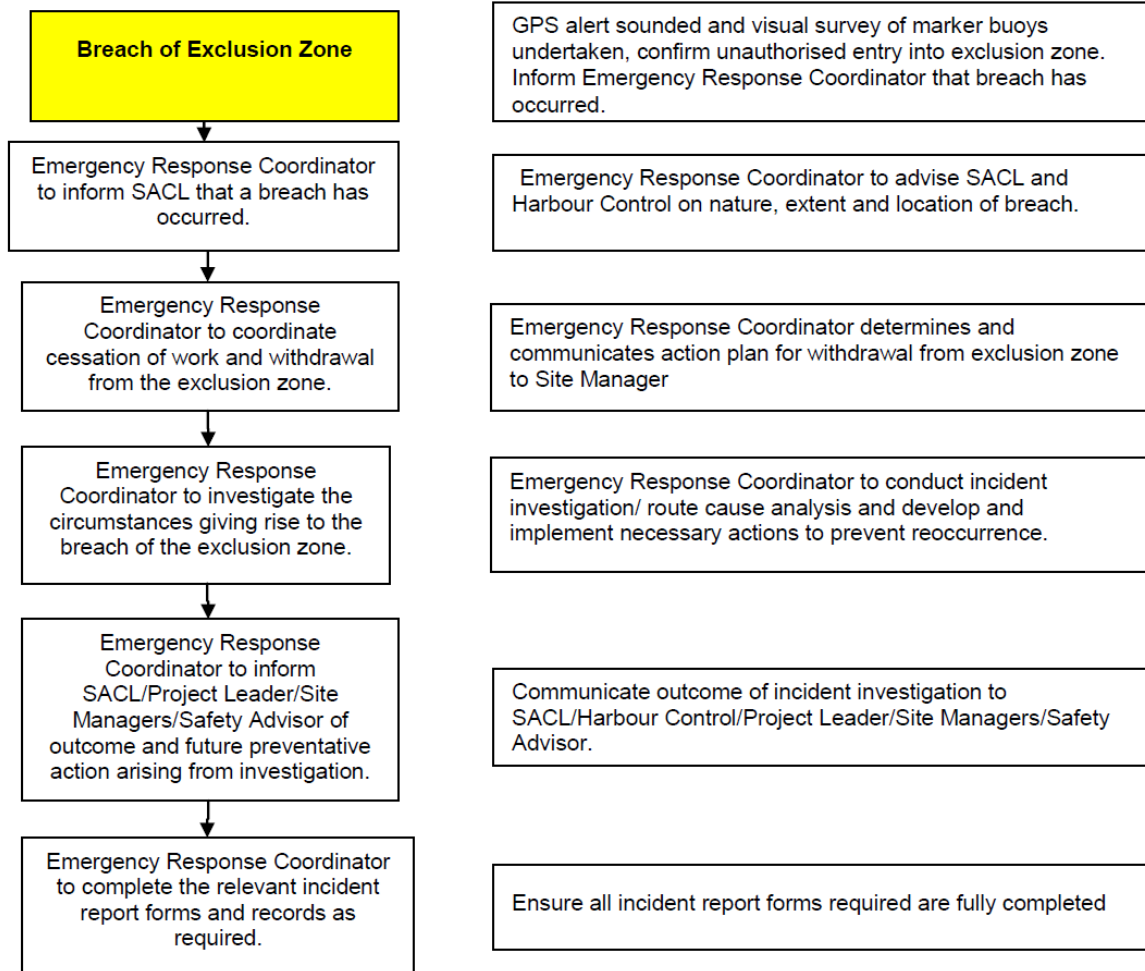 Breach of Exclusion Zone
GPS alert sounded and visual survey of marker buoys
undertaken, confirm unauthorised entry into exclusion zone.
Inform Emergency Response Coordinator that breach has
occurred.
Emergency Response Coordinator
to inform SACL that a breach has
occurred.
Emergency Response Coordinator to advise SACL and
Harbour Control on nature, extent and location of breach.
Emergency Response
Coordinator to coordinate
cessation of work and withdrawal
from the exclusion zone.
Emergency Response Coordinator determines and
communicates action plan for withdrawal from exclusion zone
to Site Manager
Emergency Response
Coordinator to investigate the
circumstances giving rise to the
breach of the exclusion zone.
Emergency Response Coordinator to conduct incident
investigation/ route cause analysis and develop and
implement necessary actions to prevent reoccurrence.
Emergency Response
Coordinator to inform
SACL/Project Leader/Site
Managers/Safety Advisor of
outcome and future preventative
action arising from investigation.
Communicate outcome of incident investigation to
SACL/Harbour Control/Project Leader/Site Managers/Safety
Advisor.
Emergency Response Coordinator
to complete the relevant incident
report forms and records as
required.
Ensure all incident report forms required are fully completed